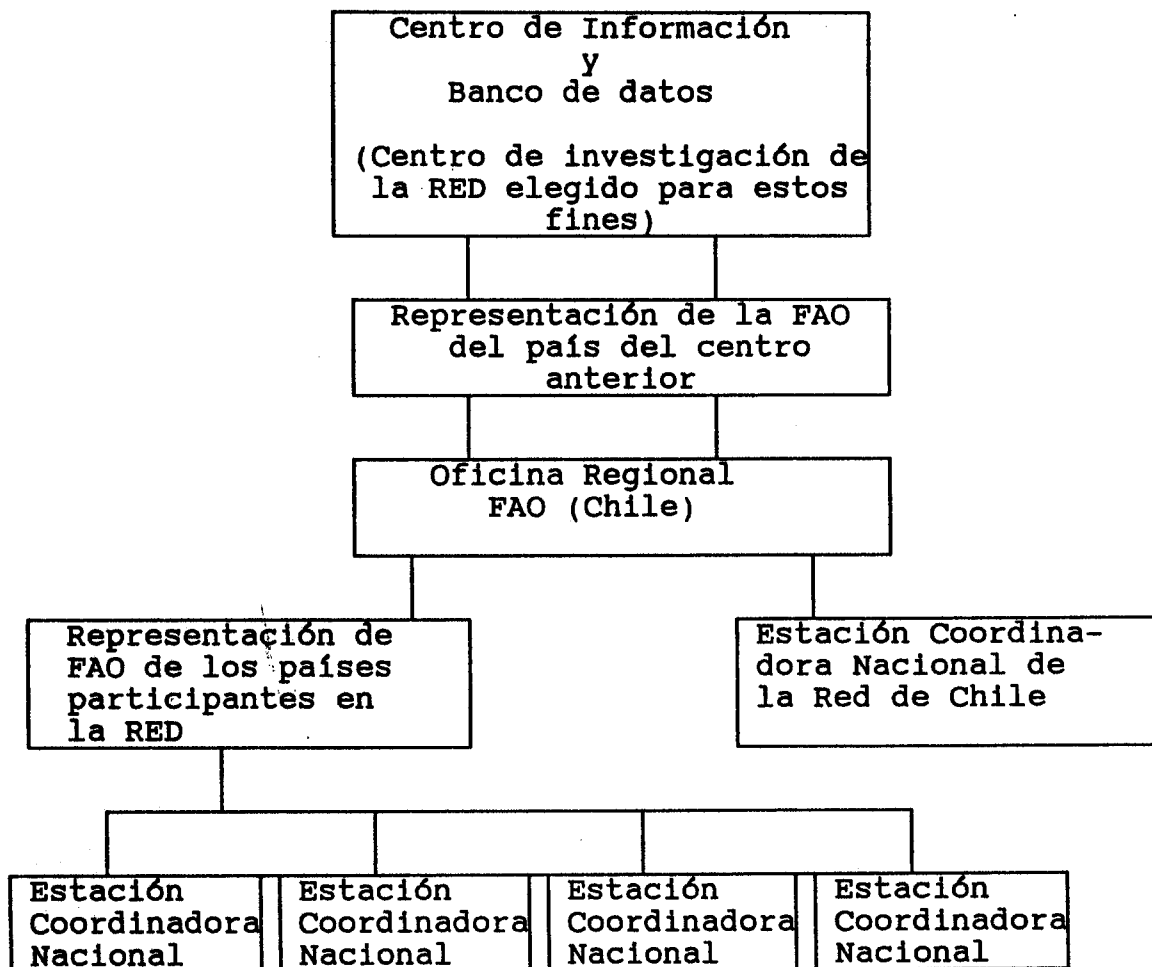 Centro de Información
y
Banco de datos
(Centro de investigación de
la RED elegido para estos
fines)
Representación de la FAO
del país del centro
anterior
Oficina Regional
FAO (Chile)
Representación de
FAO de los países
participantes en
la RED
Estación Coordina-
dora Nacional de
la Red de Chile
Estación
Coordinadora
Nacional
Estación
Coordinadora
Nacional
Estación
Coordinadora
Nacional
Estación
Coordinadora
Nacional